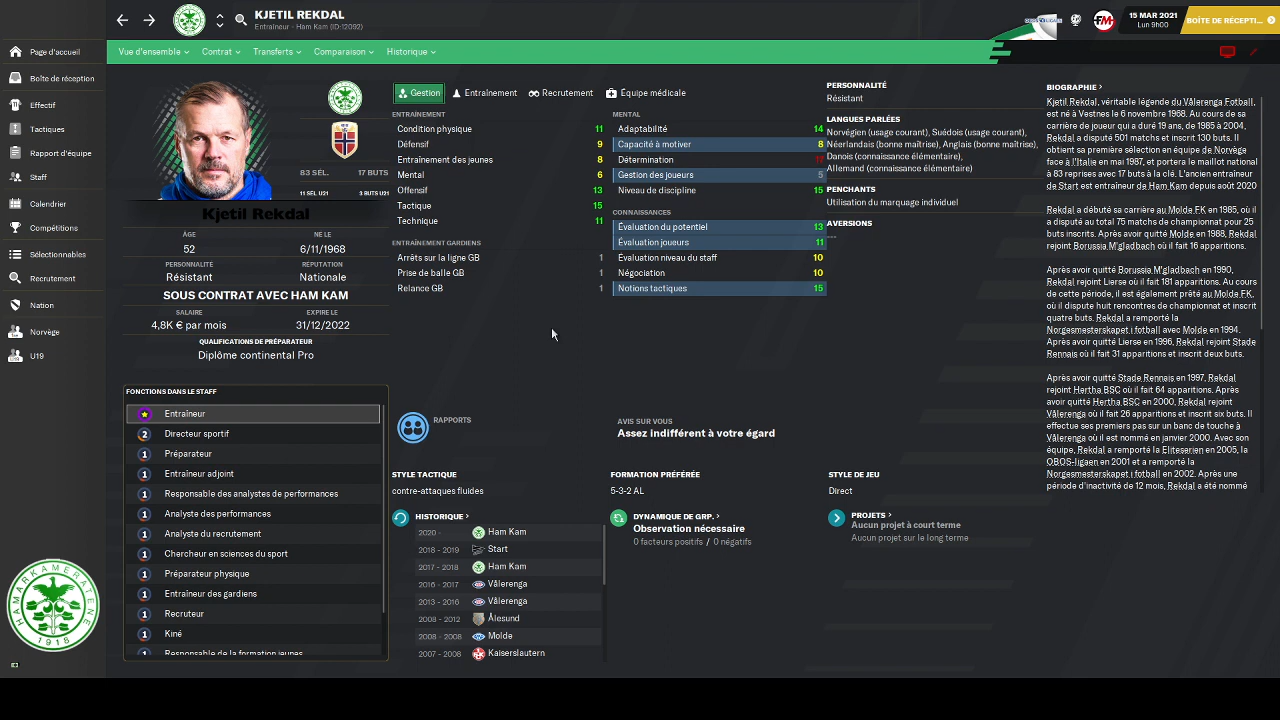 KJETIL REKDAL
Entraîneur - Ham Kam (ID-12092)
15 MAR 2021
Lun 9h00
BOÎTE DE RÉCEPTI...
Vue d'ensemble
Contrat
Transferts
Comparaison
Historique
Page d'accueil
Boîte de réception
Effectif
Tactiques
Rapport d'équipe
Staff
Calendrier
Compétitions
Sélectionnables
Recrutement
Nation
Norvège
U19
HAMARKAMERATENE
1918
83 SÉL. 17 BUTS
11 SÉL U21 3 BUTS U21
Kjetil Rekdal
ÂGE NE LE
52 6/11/1968
PERSONNALITÉ RÉPUTATION
Résistant Nationale
SOUS CONTRAT AVEC HAM KAM
SALAIRE EXPIRE LE
4,8K € par mois 31/12/2022
QUALIFICATIONS DE PRÉPARATEUR
Diplôme continental Pro
FONCTIONS DANS LE STAFF
Entraîneur
2 Directeur sportif
1 Préparateur
1 Entraîneur adjoint
1 Responsable des analystes de performances
1 Analyste des performances
1 Analyste du recrutement
1 Chercheur en sciences du sport
1 Préparateur physique
1 Entraîneur des gardiens
1 Recruteur
1 Kiné
1 Responsable de la formation jeunes
Gestion
Entraînement
Recrutement
Équipe médicale
ENTRAÎNEMENT
Condition physique 11
Défensif 9
Entraînement des jeunes 8
Mental 6
Offensif 13
Tactique 15
Technique 11
ENTRAÎNEMENT GARDIENS
Arrêts sur la ligne GB 1
Prise de balle GB 1
Relance GB 1
MENTAL
Adaptabilité 14
Capacité à motiver 8
Détermination 17
Gestion des joueurs 5
Niveau de discipline 15
CONNAISSANCES
Evaluation du potentiel 13
Évaluation joueurs 11
Evaluation niveau du staff 10
Négociation 10
Notions tactiques 15
PERSONNALITÉ
Résistant
LANGUES PARLÉES
Norvégien (usage courant), Suédois (usage courant),
Néerlandais (bonne maîtrise), Anglais (bonne maîtrise),
Danois (connaissance élémentaire),
Allemand (connaissance élémentaire)
PENCHANTS
Utilisation du marquage individuel
AVERSIONS
---
RAPPORTS
AVIS SUR VOUS
Assez indifférent à votre égard
STYLE TACTIQUE
contre-attaques fluides
FORMATION PRÉFÉRÉE
5-3-2 AL
STYLE DE JEU
Direct
HISTORIQUE >
2020 - Ham Kam
2018 - 2019 Start
2017 - 2018 Ham Kam
2016 - 2017 Vålerenga
2013 - 2016 Vålerenga
2008 - 2012 Ålesund
2008 - 2008 Molde
2007 - 2008 Kaiserslautern
DYNAMIQUE DE GRP. >
Observation nécessaire
0 facteurs positifs / 0 négatifs
PROJETS >
Aucun projet à court terme
Aucun projet sur le long terme
BIOGRAPHIE >
Kjetil Rekdal, véritable légende du Vålerenga Fotball,
est né à Vestnes le 6 novembre 1968. Au cours de sa
carrière de joueur qui a duré 19 ans, de 1985 à 2004,
Rekdal a disputé 501 matchs et inscrit 130 buts. Il
obtient sa première sélection en équipe de Norvège
face à l'Italie en mai 1987, et portera le maillot national
à 83 reprises avec 17 buts à la clé. L'ancien entraîneur
de Start est entraîneur de Ham Kam depuis août 2020
Rekdal a débuté sa carrière au Molde FK en 1985, où il
a disputé au total 75 matchs de championnat pour 25
buts inscrits. Après avoir quitté Molde en 1988, Rekdal
rejoint Borussia M'gladbach où il fait 16 apparitions.
Après avoir quitté Borussia M'gladbach en 1990,
Rekdal rejoint Lierse où il fait 181 apparitions. Au cours
de cette période, il est également prêté au Molde FK,
où il dispute huit rencontres de championnat et inscrit
quatre buts. Rekdal a remporté la
Norgesmesterskapet i fotball avec Molde en 1994.
Après avoir quitté Lierse en 1996, Rekdal rejoint Stade
Rennais où il fait 31 apparitions et inscrit deux buts.
Après avoir quitté Stade Rennais en 1997, Rekdal
rejoint Hertha BSC où il fait 64 apparitions. Après
avoir quitté Hertha BSC en 2000, Rekdal rejoint
Vålerenga où il fait 26 apparitions et inscrit six buts. Il
effectue ses premiers pas sur un banc de touche à
Vålerenga où il est nommé en janvier 2000. Avec son
équipe, Rekdal a remporté la Eliteserien en 2005, la
OBOS-ligaen en 2001 et a remporté la
Norgesmesterskapet i fotball en 2002. Après une
période d'inactivité de 12 mois, Rekdal a été nommé